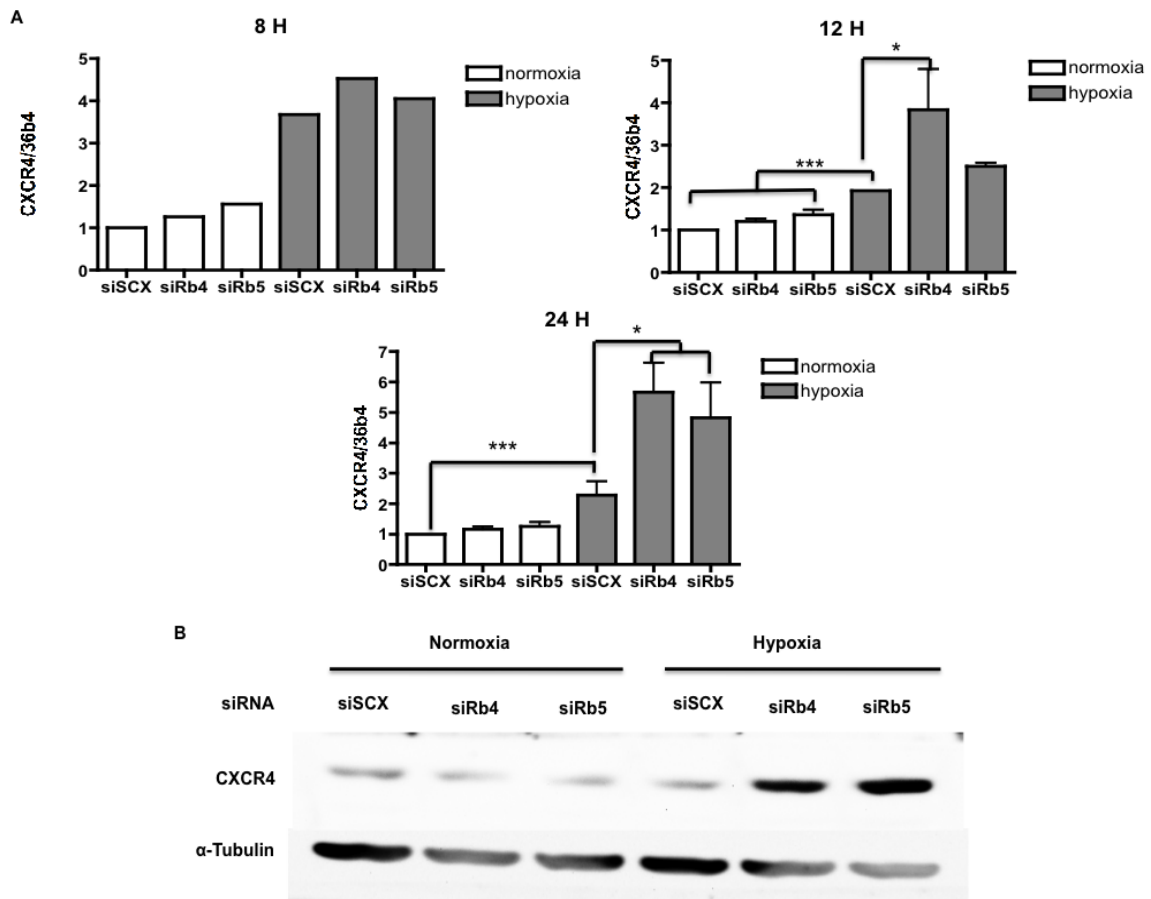 A
8 H
CXCR4/36b4
5
4
3
2
1
0
siSCX siRb4 siRb5 siSCX siRb4 siRb5
normoxia
hypoxia
12 H
CXCR4/36b4
5
4
3
2
1
0
*
***
siSCX siRb4 siRb5 siSCX siRb4 siRb5
normoxia
hypoxia
24 H
CXCR4/36b4
7
6
5
4
3
2
1
0
*
***
siSCX siRb4 siRb5 siSCX siRb4 siRb5
normoxia
hypoxia
B
Normoxia Hypoxia
siRNA siSCX siRb4 siRb5 siSCX siRb4 siRb5
CXCR4
α-Tubulin